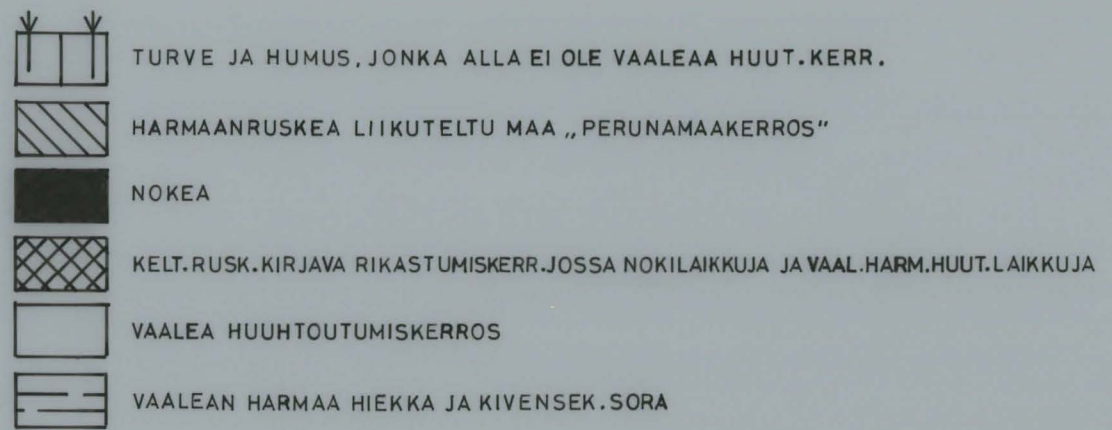 TURVE JA HUMUS, JONKA ALLA EI OLE VAALEAA HUUT.KERR.
HARMAANRUSKEA LIIKUTELTU MAA „PERUNAMAAKERROS”
NOKEA
KELT.RUSK.KIRJAVA RIKASTUMISKERR.JOSSA NOKILAIKKUJA JA VAAL.HARM.HUUT.LAIKKUJA
VAALEA HUUHTOUTUMISKERROS
VAALEAN HARMAA HIEKKA JA KIVENSEK.SORA